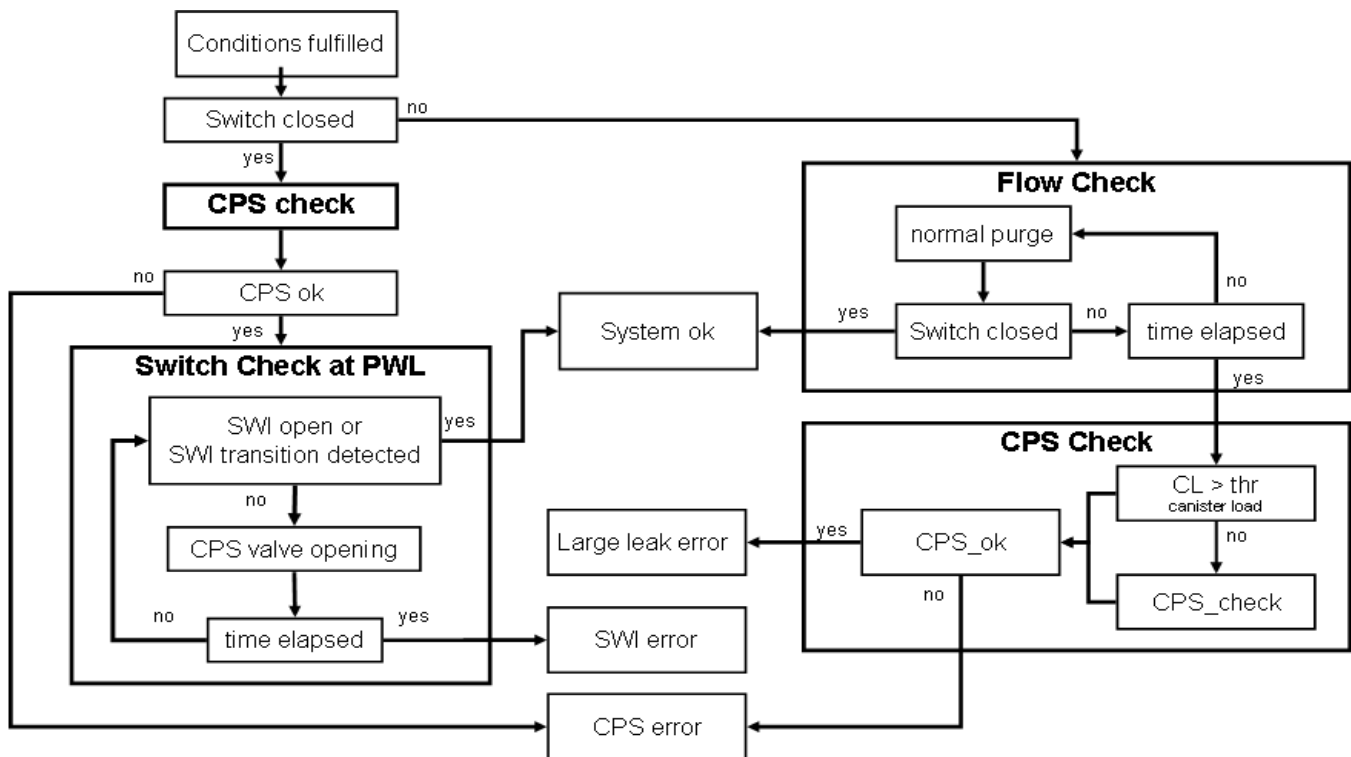 Conditions fulfilled
Switch closed
no
yes
CPS check
no
CPS ok
yes
Switch Check at PWL
SWI open or
SWI transition detected
yes
no
CPS valve opening
no
time elapsed
yes
System ok
Large leak error
SWI error
CPS error
Flow Check
normal purge
no
yes
Switch closed
no
time elapsed
yes
CPS Check
CL > thr
canister load
no
yes
CPS_ok
no
CPS_check